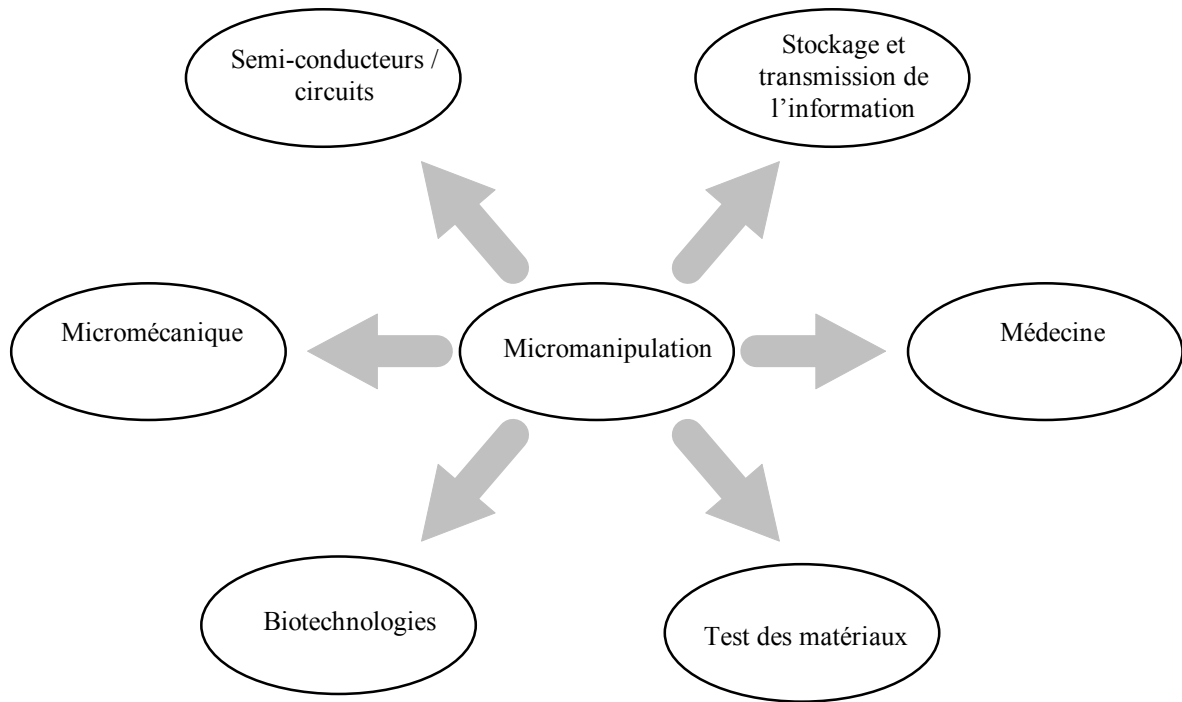 Semi-conducteurs /
circuits
Stockage et
transmission de
l’information
Micromécanique
Micromanipulation
Médecine
Biotechnologies
Test des matériaux